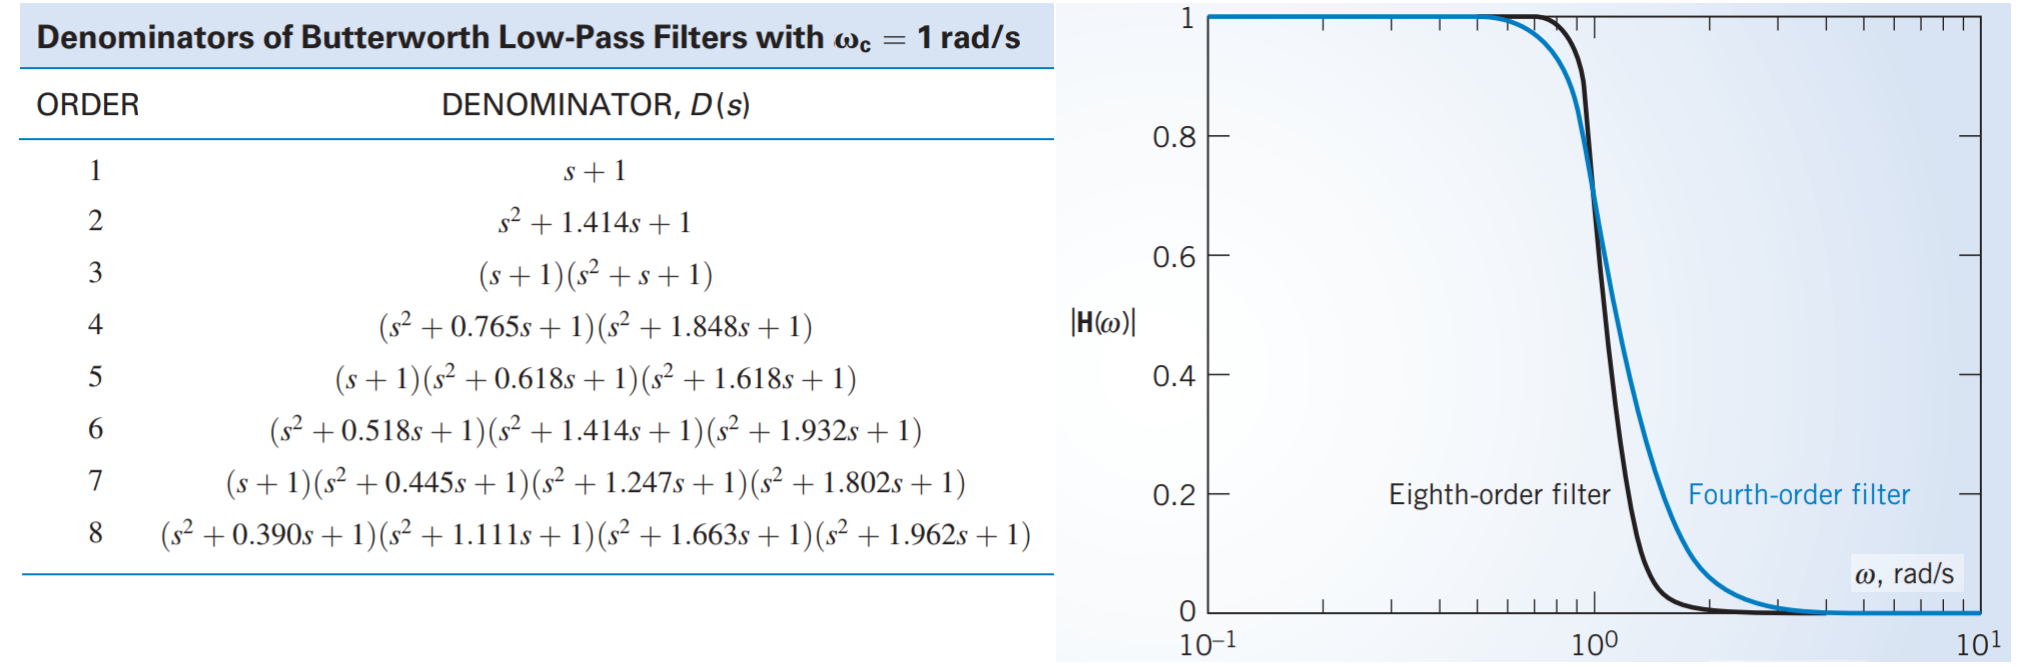 Denominators of Butterworth Low-Pass Filters with ωc = 1 rad/s
ORDER DENOMINATOR, D(s)
1 s + 1
2 s² + 1.414s + 1
3 (s + 1)(s² + s + 1)
4 (s² + 0.765s + 1)(s² + 1.848s + 1)
5 (s + 1)(s² + 0.618s + 1)(s² + 1.618s + 1)
6 (s² + 0.518s + 1)(s² + 1.414s + 1)(s² + 1.932s + 1)
7 (s + 1)(s² + 0.445s + 1)(s² + 1.247s + 1)(s² + 1.802s + 1)
8 (s² + 0.390s + 1)(s² + 1.111s + 1)(s² + 1.663s + 1)(s² + 1.962s + 1)
1
0.8
0.6
|H(ω)|
0.4
0.2 Eighth-order filter Fourth-order filter
ω, rad/s
0
10⁻¹ 10⁰ 10¹